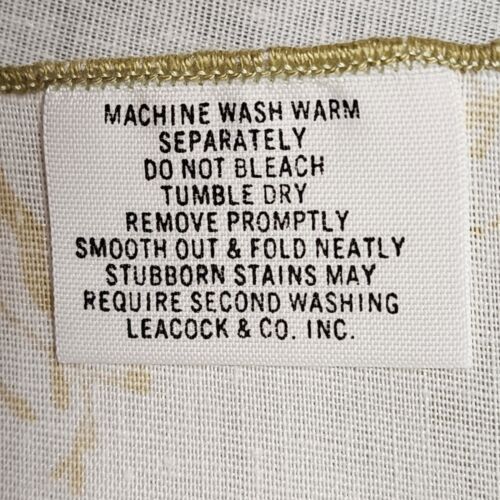 MACHINE WASH WARM
SEPARATELY
DO NOT BLEACH
TUMBLE DRY
REMOVE PROMPTLY
SMOOTH OUT & FOLD NEATLY
STUBBORN STAINS MAY
REQUIRE SECOND WASHING
LEACOCK & CO. INC.